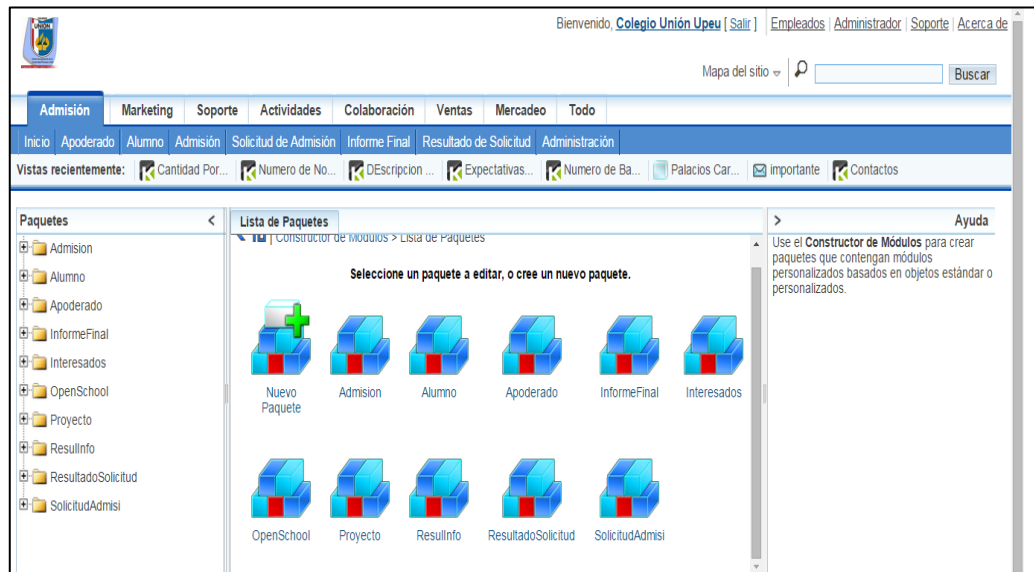 UNION
Bienvenido, Colegio Unión Upeu [ Salir ] | Empleados | Administrador | Soporte | Acerca de
Mapa del sitio Buscar
Admisión Marketing Soporte Actividades Colaboración Ventas Mercadeo Todo
Inicio Apoderado Alumno Admisión Solicitud de Admisión Informe Final Resultado de Solicitud Administración
Vistas recientemente: Cantidad Por... Numero de No... DEscripcion ... Expectativas... Numero de Ba... Palacios Car... importante Contactos
Paquetes <
Admision
Alumno
Apoderado
InformeFinal
Interesados
OpenSchool
Proyecto
ResulInfo
ResultadoSolicitud
SolicitudAdmisi
Lista de Paquetes
| Constructor de Módulos > Lista de Paquetes
Seleccione un paquete a editar, o cree un nuevo paquete.
Nuevo Paquete Admision Alumno Apoderado InformeFinal Interesados
OpenSchool Proyecto ResulInfo ResultadoSolicitud SolicitudAdmisi
> Ayuda
Use el Constructor de Módulos para crear
paquetes que contengan módulos
personalizados basados en objetos estándar o
personalizados.